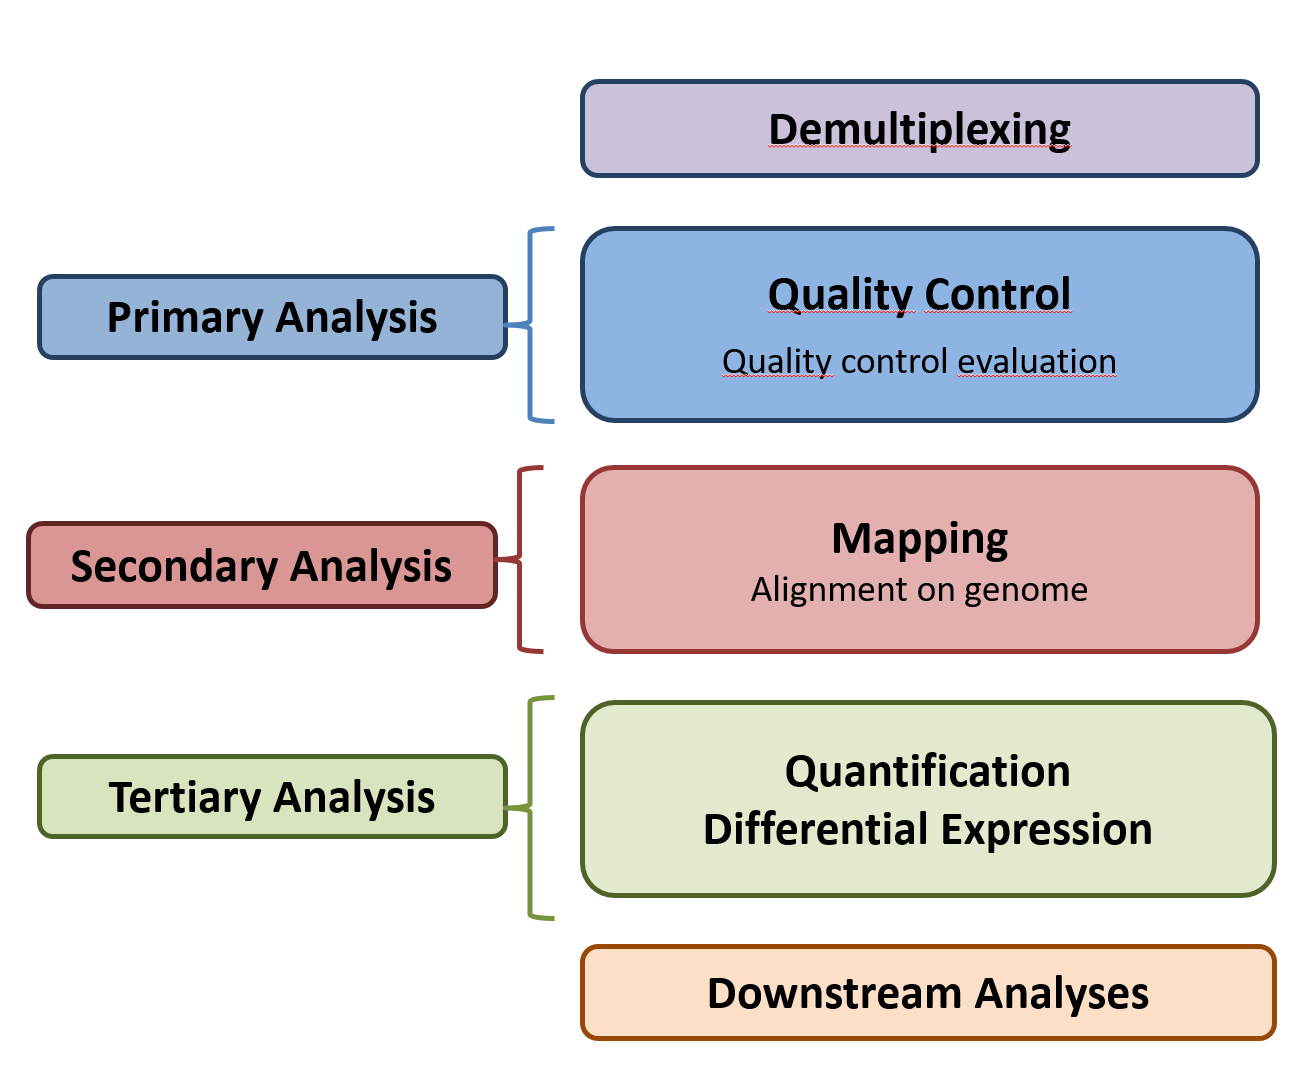 Demultiplexing
Primary Analysis
Quality Control
Quality control evaluation
Secondary Analysis
Mapping
Alignment on genome
Tertiary Analysis
Quantification
Differential Expression
Downstream Analyses